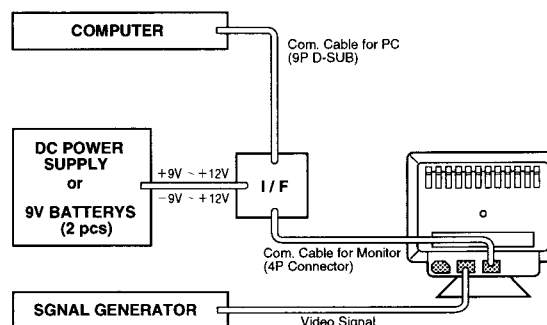 COMPUTER
Com. Cable for PC
(9P D-SUB)
DC POWER
SUPPLY
or
9V BATTERYS
(2 pcs)
+9V ~ +12V
−9V ~ +12V
I / F
Com. Cable for Monitor
(4P Connector)
SGNAL GENERATOR
Video Signal